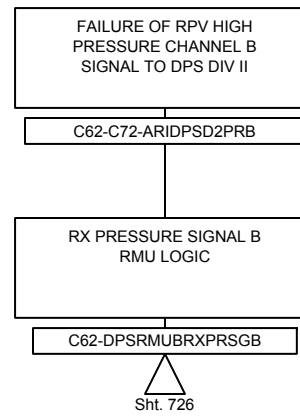 FAILURE OF RPV HIGH
PRESSURE CHANNEL B
SIGNAL TO DPS DIV II
C62-C72-ARIDPSD2PRB
RX PRESSURE SIGNAL B
RMU LOGIC
C62-DPSRMUBRXPRSGB
Sht. 726